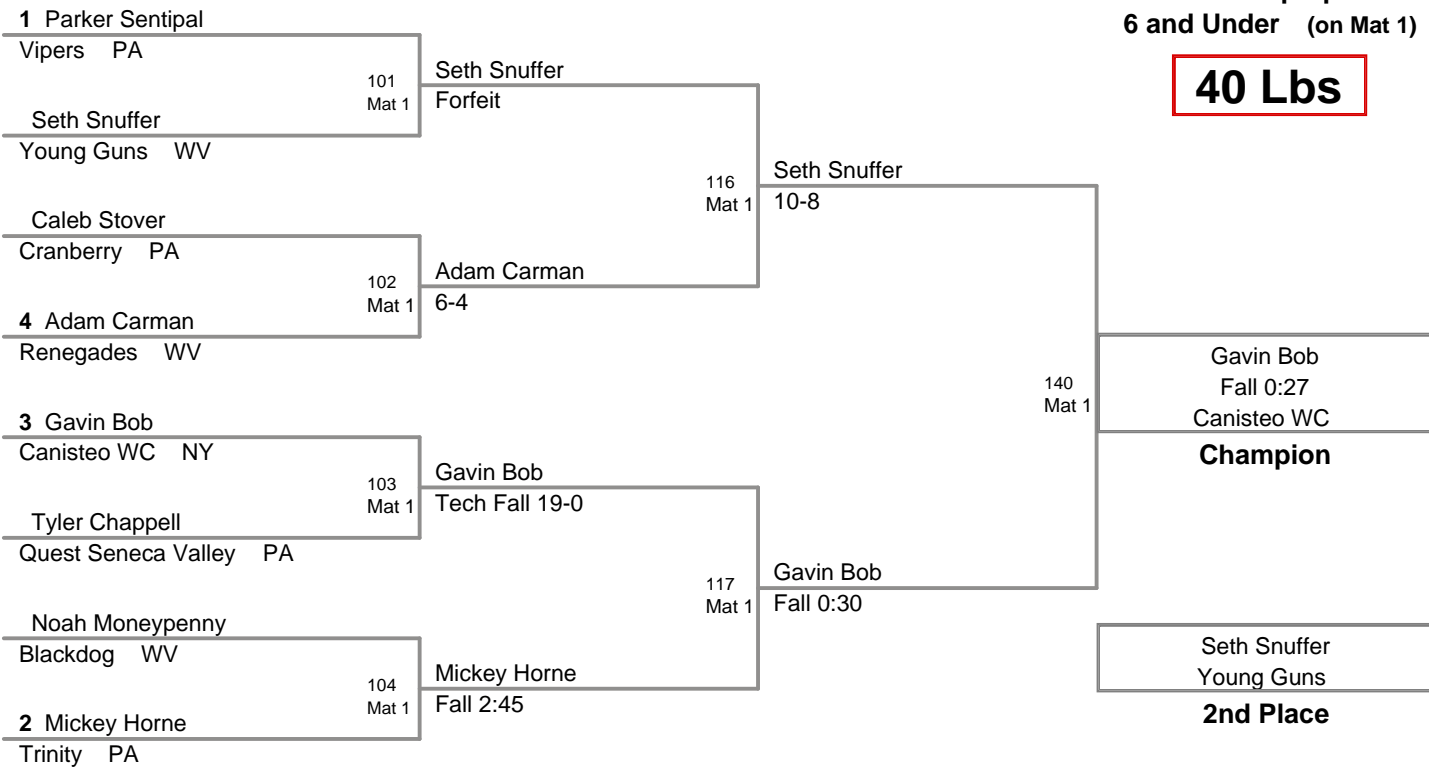 6 and Under (on Mat 1)
40 Lbs
1 Parker Sentipal
Vipers PA
101
Mat 1
Seth Snuffer
Young Guns WV
Seth Snuffer
Forfeit
Caleb Stover
Cranberry PA
102
Mat 1
4 Adam Carman
Renegades WV
Adam Carman
6-4
116
Mat 1
Seth Snuffer
10-8
3 Gavin Bob
Canisteo WC NY
103
Mat 1
Tyler Chappell
Quest Seneca Valley PA
Gavin Bob
Tech Fall 19-0
Noah Moneypenny
Blackdog WV
104
Mat 1
2 Mickey Horne
Trinity PA
Mickey Horne
Fall 2:45
117
Mat 1
Gavin Bob
Fall 0:30
140
Mat 1
Gavin Bob
Fall 0:27
Canisteo WC
Champion
Seth Snuffer
Young Guns
2nd Place